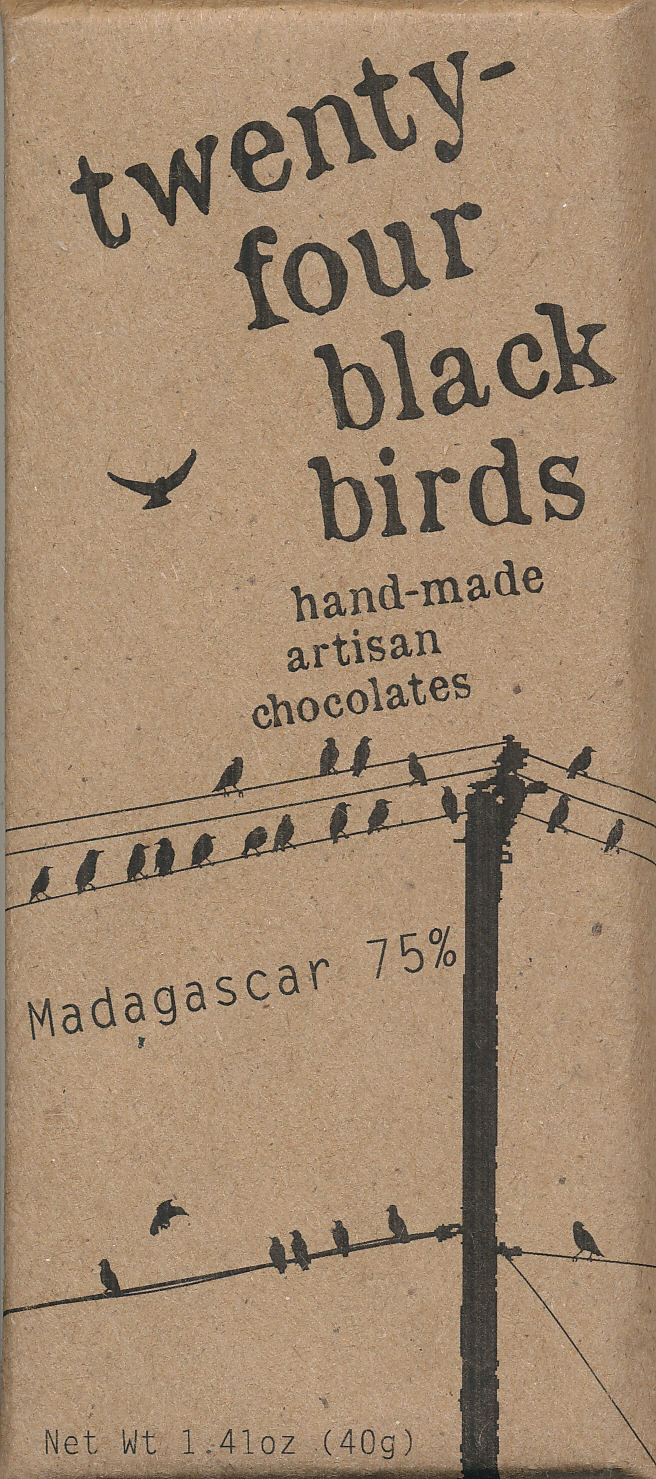 twenty-
four
black
birds
hand-made
artisan
chocolates
Madagascar 75%
Net Wt 1.41oz (40g)